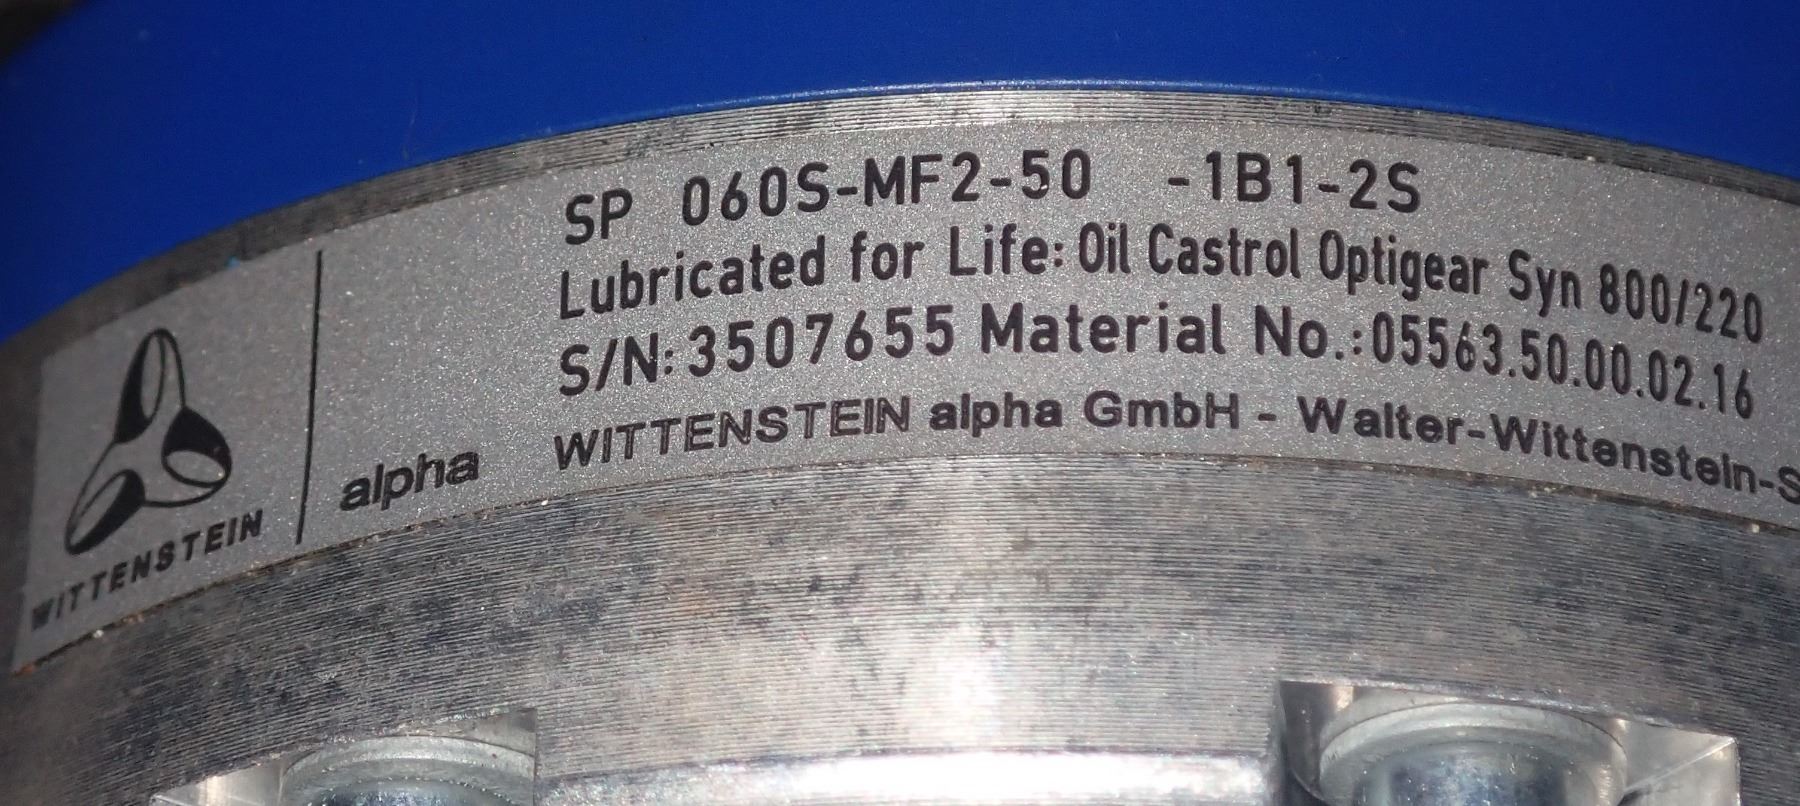 SP 060S-MF2-50 -1B1-2S
Lubricated for Life: Oil Castrol Optigear Syn 800/220
S/N: 3507655 Material No.:05563.50.00.02.16
WITTENSTEIN alpha GmbH - Walter-Wittenstein-S
WITTENSTEIN
alpha